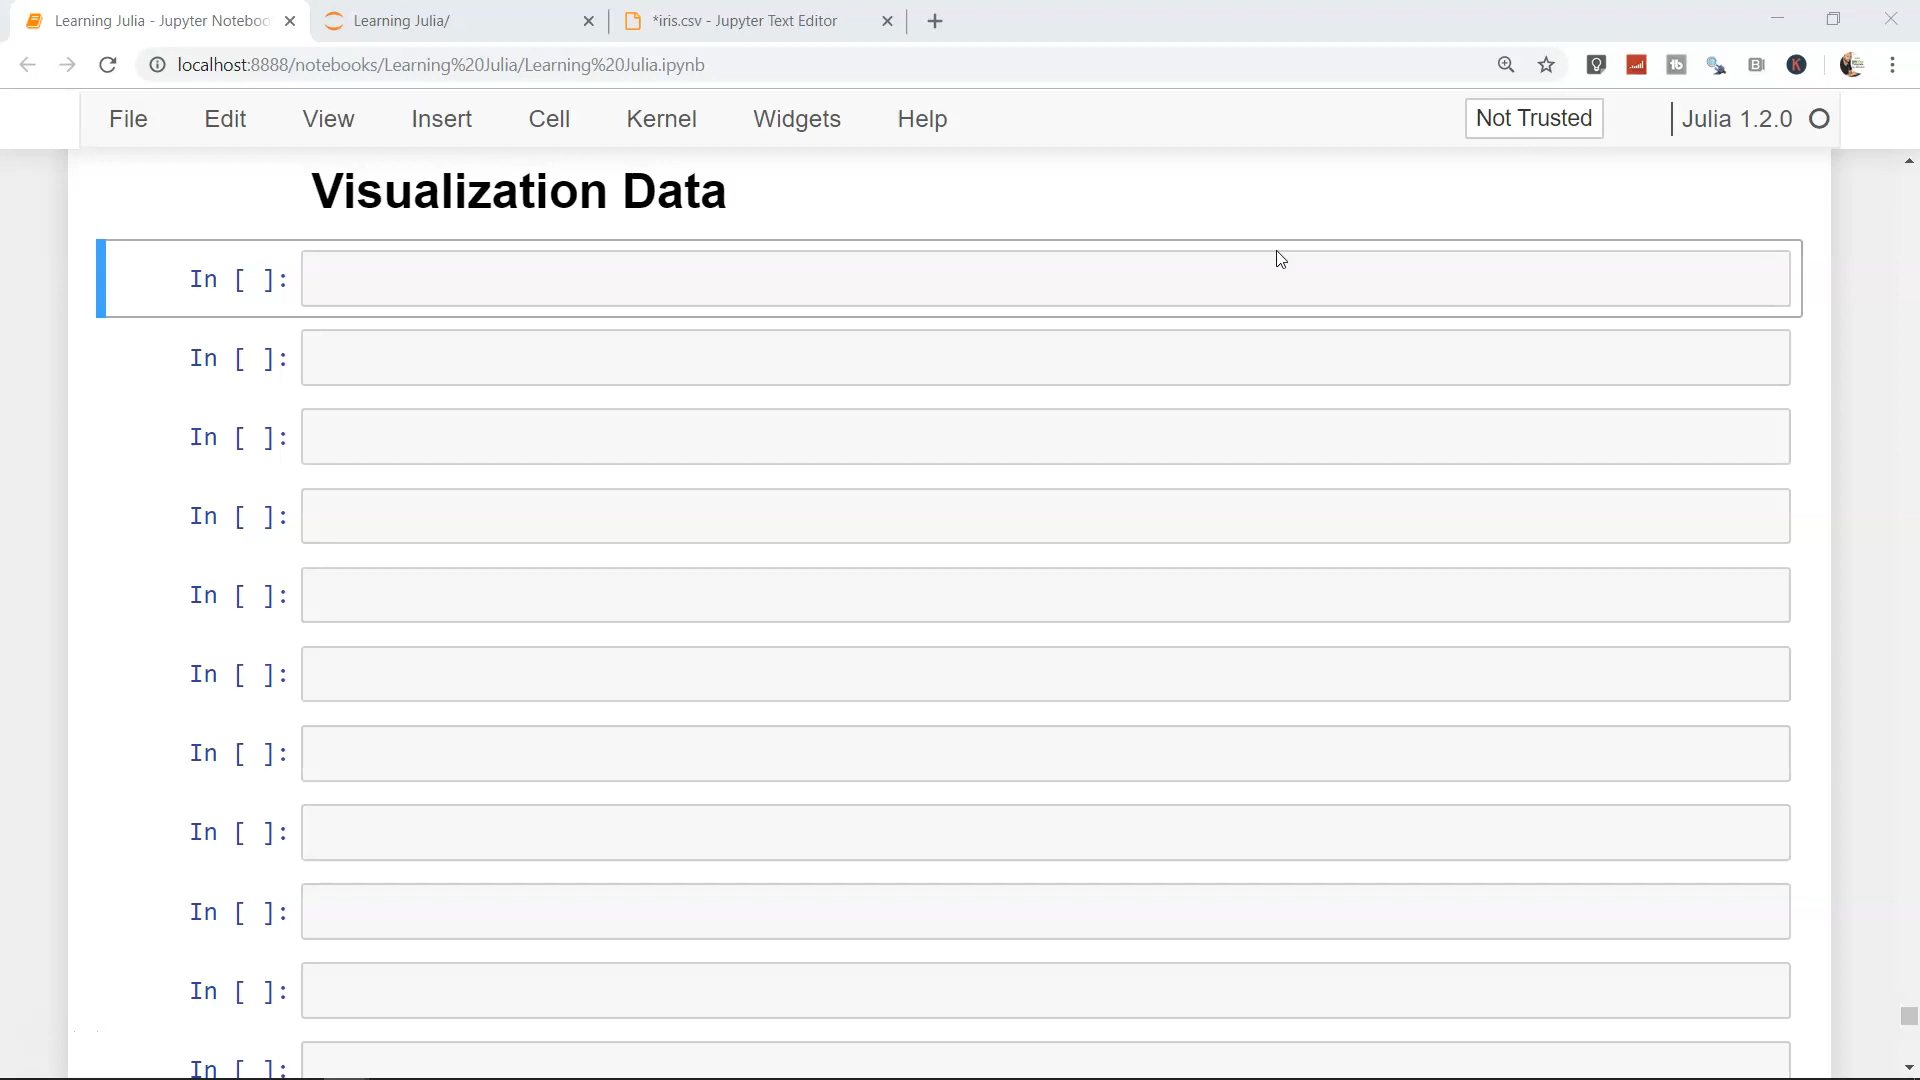 Learning Julia - Jupyter Noteboo
Learning Julia/
*iris.csv - Jupyter Text Editor
localhost:8888/notebooks/Learning%20Julia/Learning%20Julia.ipynb
File Edit View Insert Cell Kernel Widgets Help
Not Trusted
Julia 1.2.0
Visualization Data
In [ ]:
In [ ]:
In [ ]:
In [ ]:
In [ ]:
In [ ]:
In [ ]:
In [ ]:
In [ ]:
In [ ]:
In [ ]: